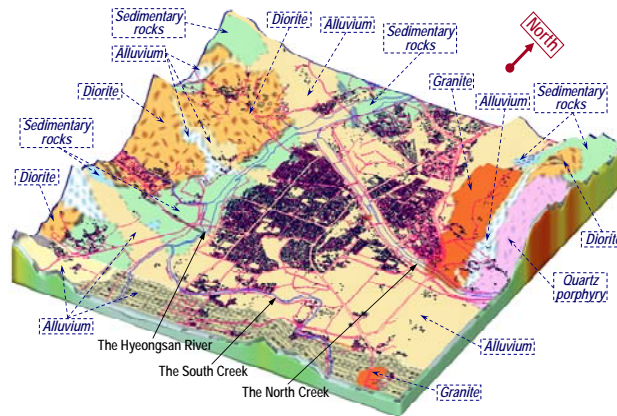 Sedimentary
rocks
Diorite
Alluvium
Alluvium
Sedimentary
rocks
North
Granite
Alluvium
Sedimentary
rocks
Diorite
Sedimentary
rocks
Diorite
Diorite
Quartz
porphyry
Alluvium
The Hyeongsan River
The South Creek
The North Creek
Alluvium
Granite